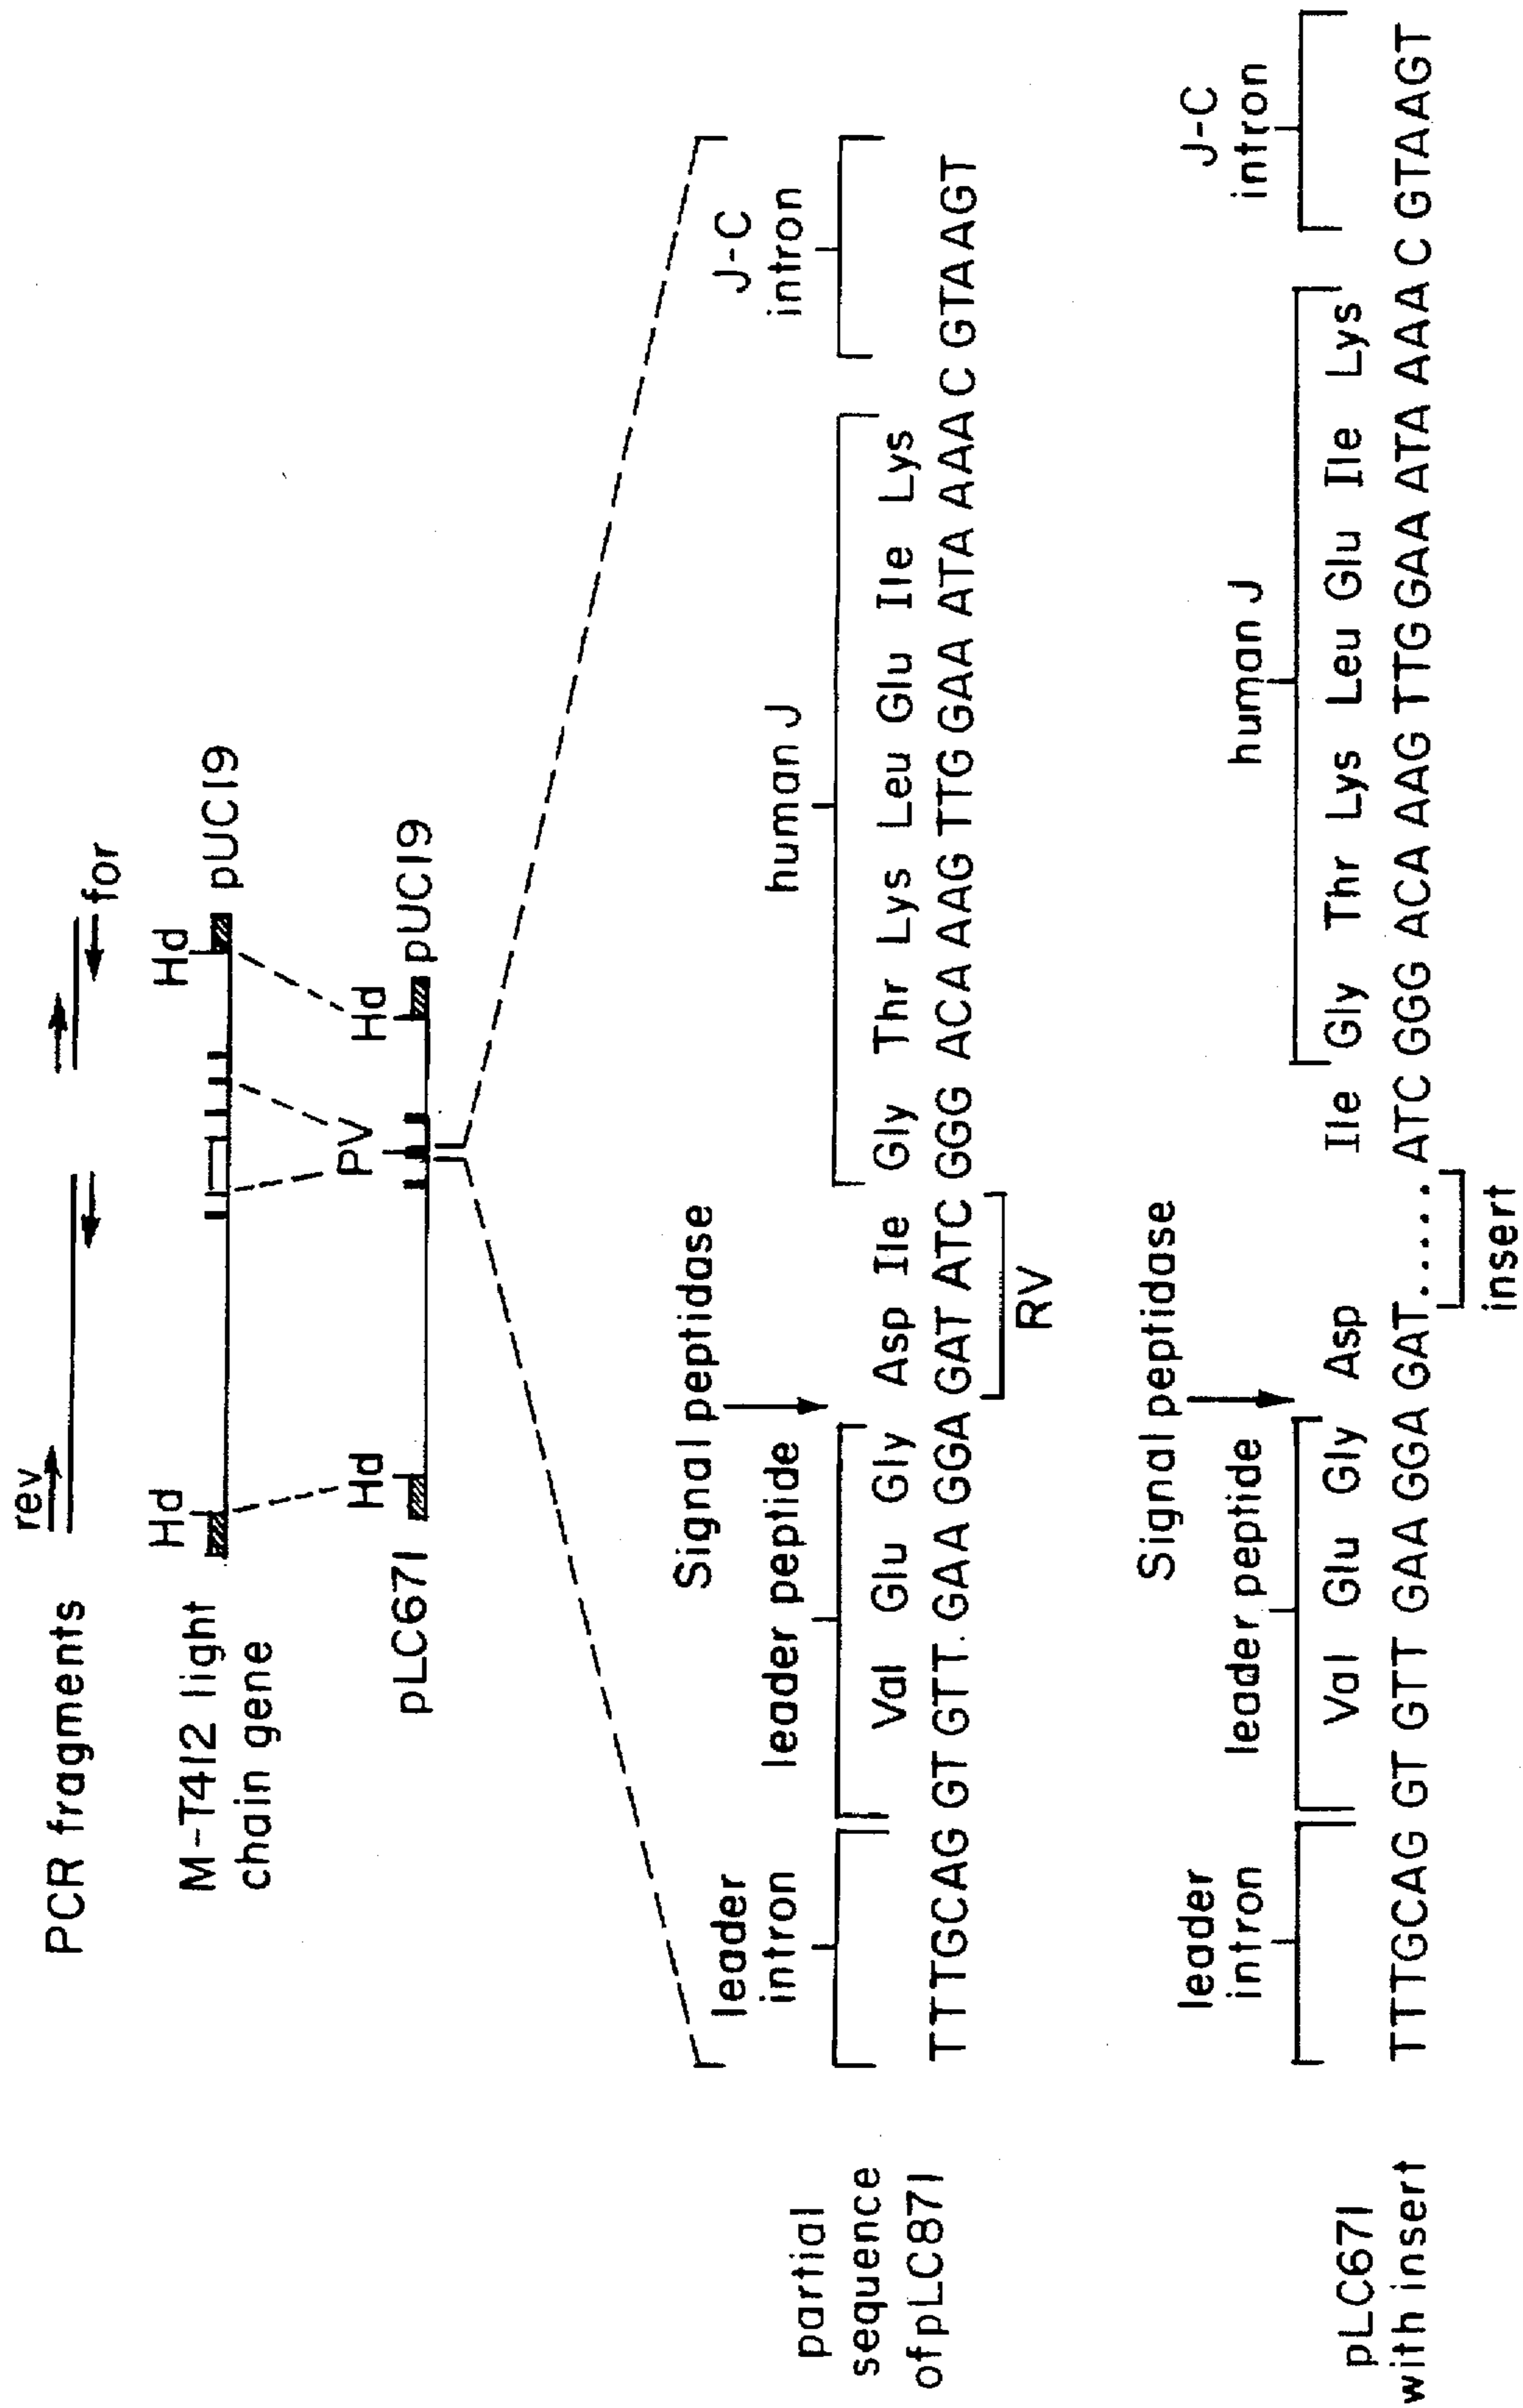 PCR fragments
rev
for
M-T412 light
chain gene
Hd
Hd
pUC19
Hd
PV
Hd
pLC671
pUC19
Signal peptidase
leader
intron
leader peptide
human J
J-C
intron
partial
sequence
of pLC871
Val Glu Gly Asp Ile Gly Thr Lys Leu Glu Ile Lys
TTTGCAG GT GTT. GAA GGA GAT ATC GGG ACA AAG TTG GAA ATA AAA C GTAAGT
RV
Signal peptidase
leader
intron
leader peptide
human J
J-C
intron
pLC671
with insert
Val Glu Gly Asp Ile Gly Thr Lys Leu Glu Ile Lys
TTTGCAG GT GTT GAA GGA GAT..... ATC GGG ACA AAG TTG GAA ATA AAA C GTAAGT
insert